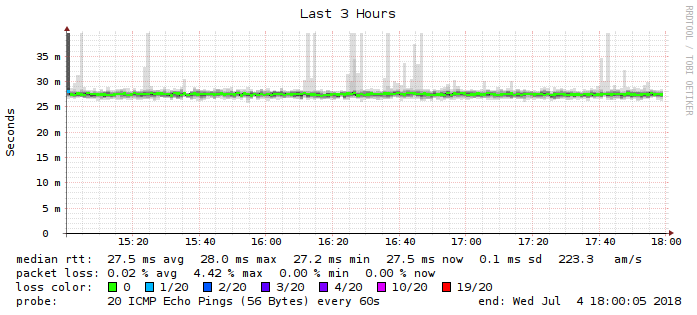 Last 3 Hours
RRDTOOL / TOBI OETIKER
Seconds
35 m
30 m
25 m
20 m
15 m
10 m
5 m
0
15:20 15:40 16:00 16:20 16:40 17:00 17:20 17:40 18:00
median rtt: 27.5 ms avg 28.0 ms max 27.2 ms min 27.5 ms now 0.1 ms sd 223.3 am/s
packet loss: 0.02 % avg 4.42 % max 0.00 % min 0.00 % now
loss color: 0 1/20 2/20 3/20 4/20 10/20 19/20
probe: 20 ICMP Echo Pings (56 Bytes) every 60s end: Wed Jul 4 18:00:05 2018